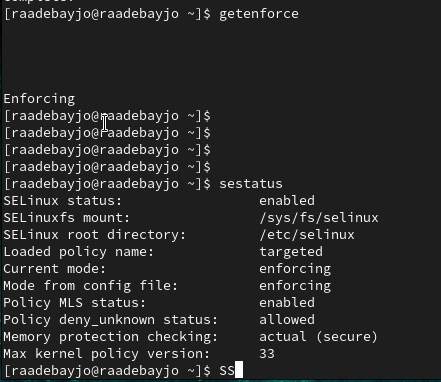 [raadebayjo@raadebayjo ~]$ getenforce
Enforcing
[raadebayjo@raadebayjo ~]$
[raadebayjo@raadebayjo ~]$
[raadebayjo@raadebayjo ~]$
[raadebayjo@raadebayjo ~]$
[raadebayjo@raadebayjo ~]$ sestatus
SELinux status:                 enabled
SELinuxfs mount:                /sys/fs/selinux
SELinux root directory:         /etc/selinux
Loaded policy name:             targeted
Current mode:                   enforcing
Mode from config file:          enforcing
Policy MLS status:              enabled
Policy deny_unknown status:     allowed
Memory protection checking:     actual (secure)
Max kernel policy version:      33
[raadebayjo@raadebayjo ~]$ SS